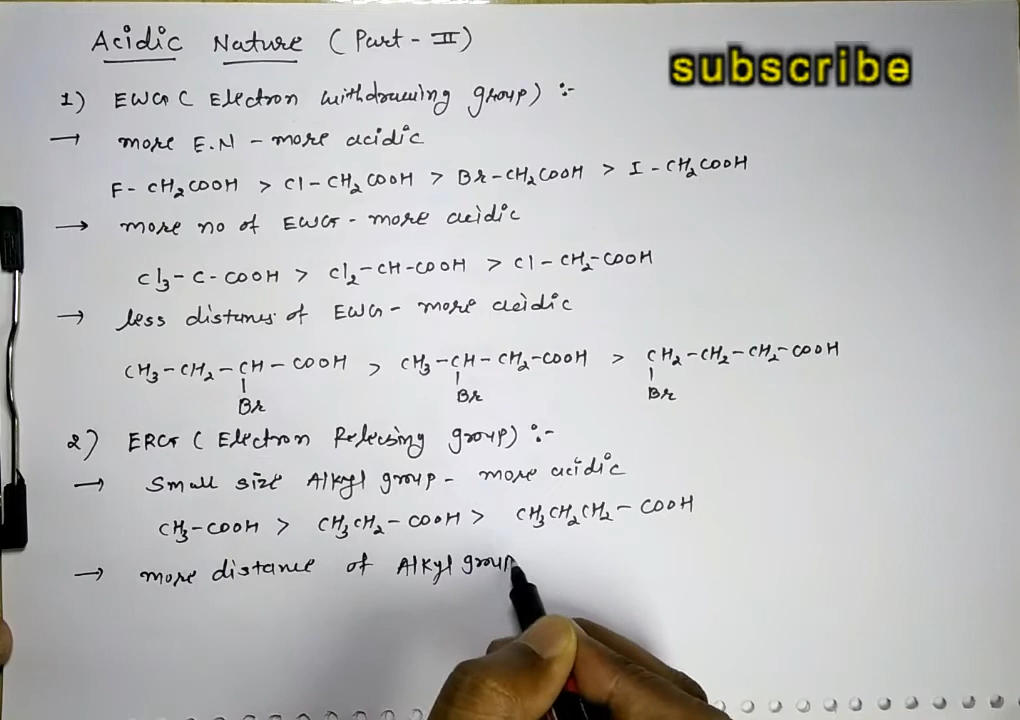 Acidic Nature (Part-II)
subscribe
1) EWG ( Electron withdrawing group) :-
→ more E.N - more acidic
F- CH2COOH > Cl-CH2COOH > Br-CH2COOH > I-CH2COOH
→ more no of EWG - more acidic
Cl3-C-COOH > Cl2-CH-COOH > Cl-CH2-COOH
→ less distance of EWG - more acidic
CH3-CH2-CH-COOH > CH3-CH-CH2-COOH > CH2-CH2-CH2-COOH
Br Br Br
2) ERG ( Electron Releasing group) :-
→ Small size Alkyl group - more acidic
CH3-COOH > CH3CH2-COOH > CH3CH2CH2-COOH
→ more distance of Alkyl group